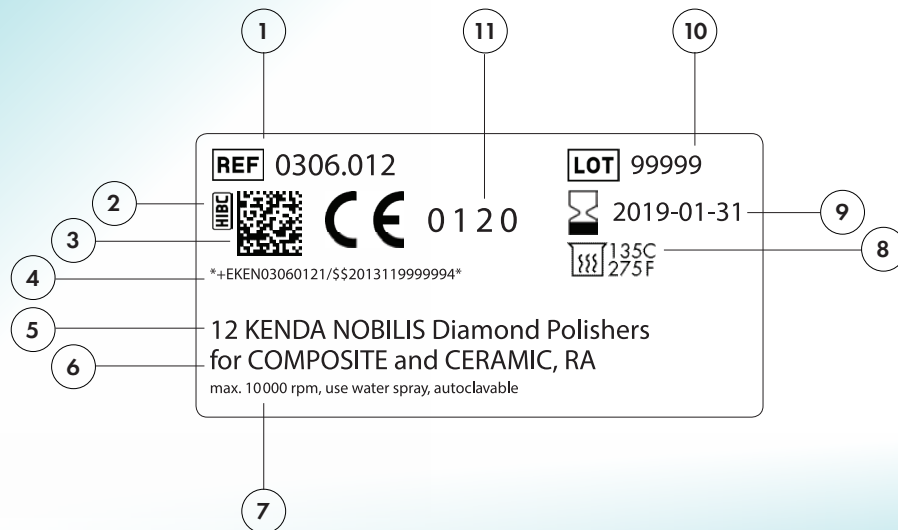 1
11
10
REF 0306.012
LOT 99999
2
HIBC
CE 0120
2019-01-31
9
3
135C
275F
8
4
*+EKEN03060121/$$2013119999994*
5
12 KENDA NOBILIS Diamond Polishers
6
for COMPOSITE and CERAMIC, RA
max. 10000 rpm, use water spray, autoclavable
7